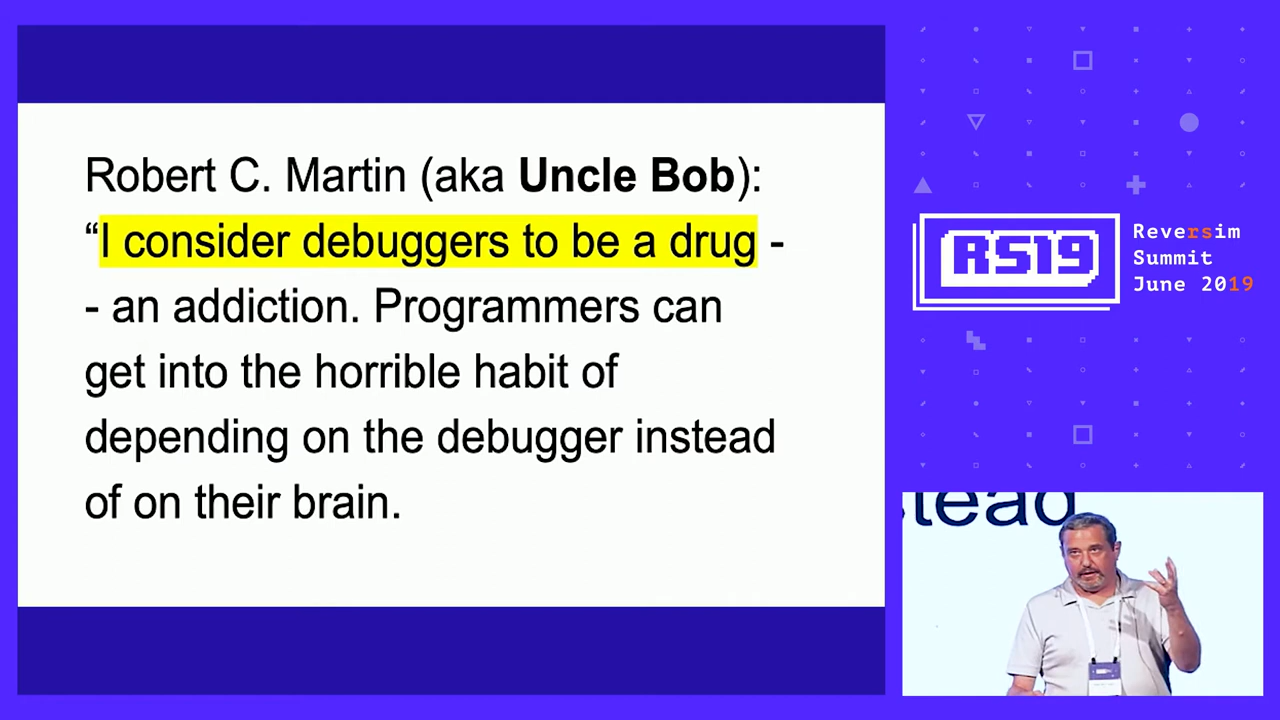 Robert C. Martin (aka Uncle Bob):
“I consider debuggers to be a drug -
- an addiction. Programmers can
get into the horrible habit of
depending on the debugger instead
of on their brain.
RS19
Reversim
Summit
June 2019
stead